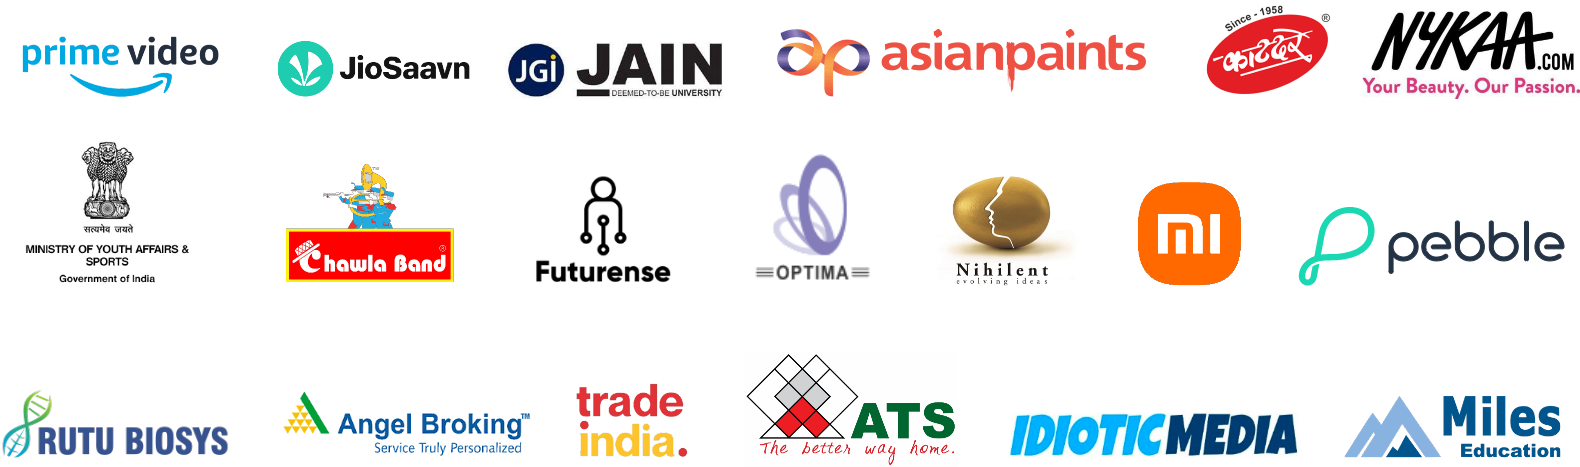 prime video
JioSaavn
JGi JAIN
DEEMED-TO-BE UNIVERSITY
asianpaints
Since - 1958
®
काटदरे
NYKAA.COM
Your Beauty. Our Passion.
सत्यमेव जयते
MINISTRY OF YOUTH AFFAIRS &
SPORTS
Government of India
Chawla Band
Futurense
OPTIMA
Nihilent
evolving ideas
mi
pebble
RUTU BIOSYS
Angel Broking™
Service Truly Personalized
trade
india.
ATS
The better way home.
IDIOTIC MEDIA
Miles
Education